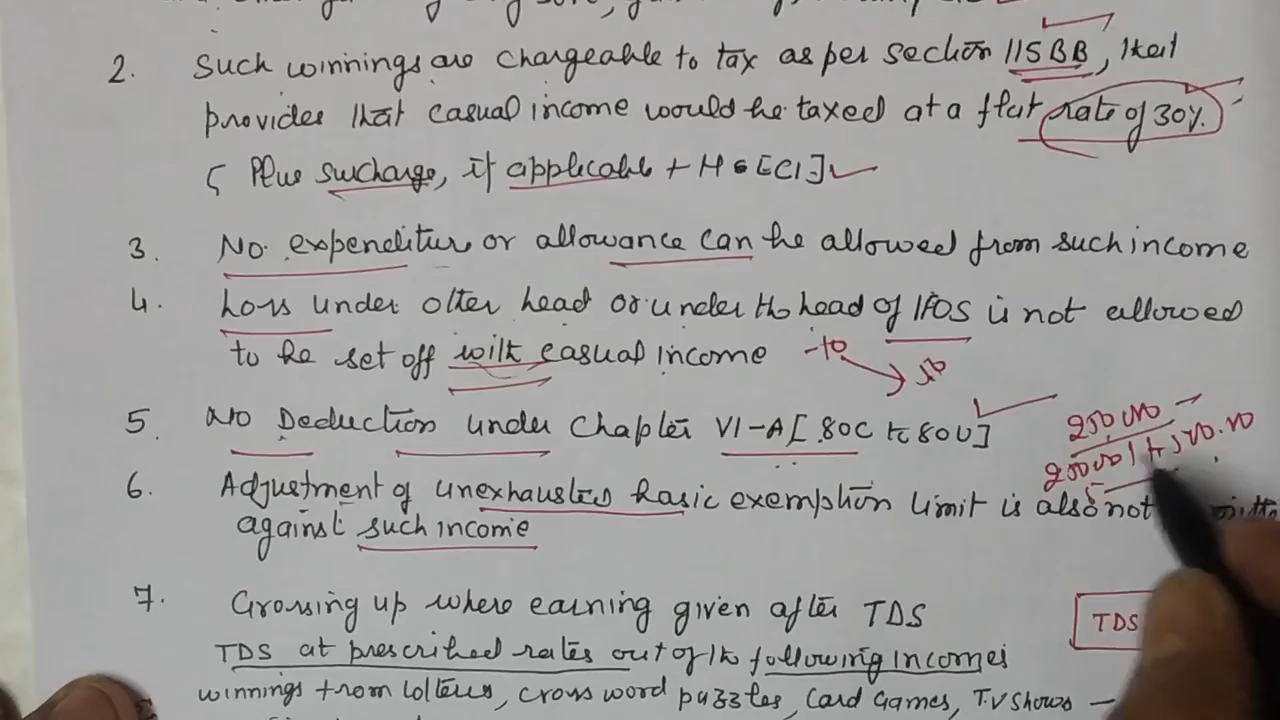 2. Such winnings are chargeable to tax as per section 115BB, that
provides that casual income would be taxed at a flat rate of 30%.
Plus surcharge, if applicable + H&EC]
3. No expenditure or allowance can be allowed from such income
4. Loss under other head or under the head of IFOS is not allowed
to be set off with casual income -10 50
5. No Deduction under Chapter VI-A [80C to 80U]
250000
250001 to
6. Adjustment of unexhausted basic exemption limit is also not
against such income
7. Grossing up where earning given after TDS
TDS
TDS at prescribed rates out of the following incomes
winnings from lotteries, cross word puzzles, Card Games, T.V Shows —